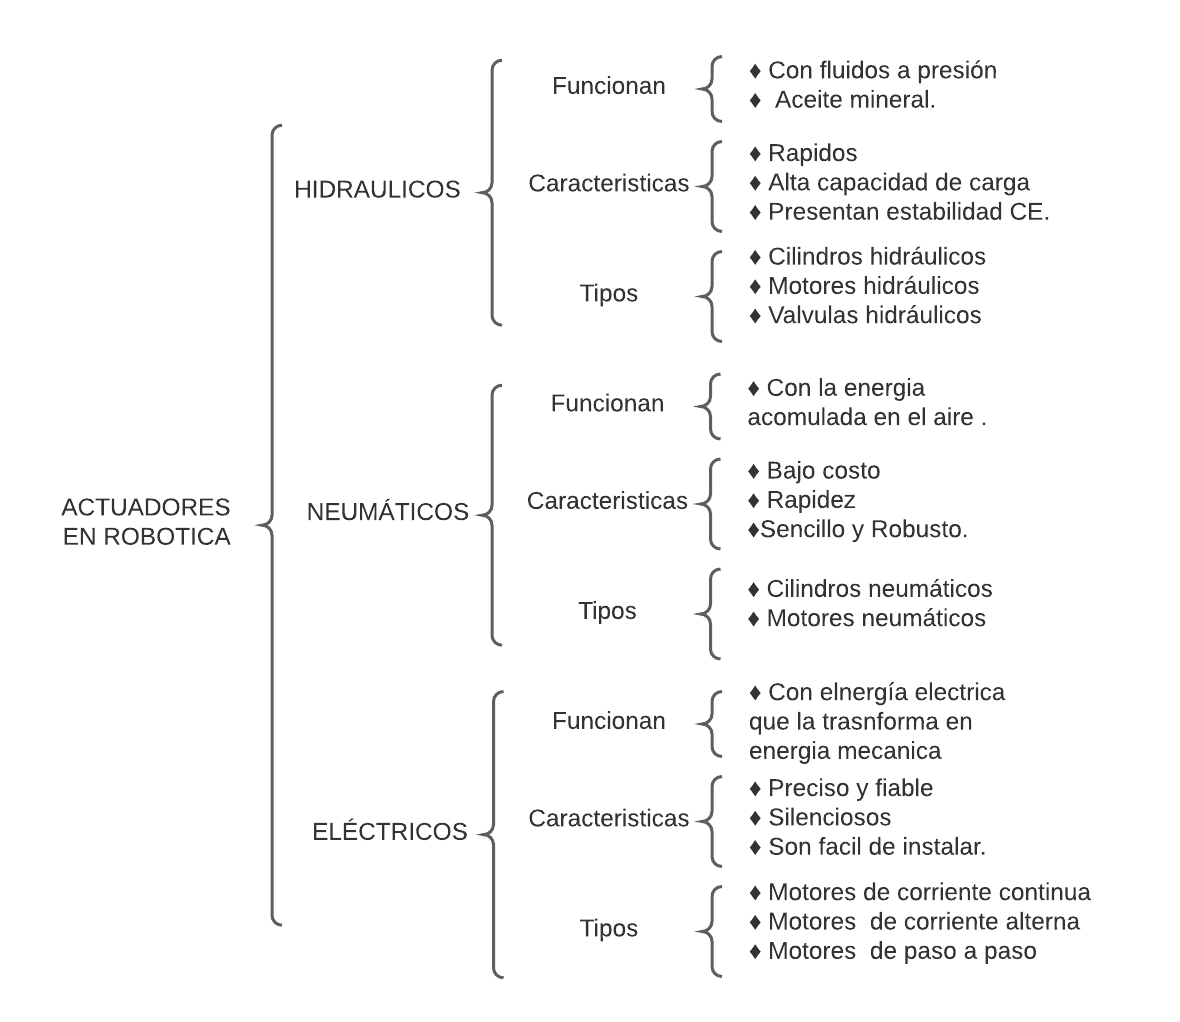 ACTUADORES
EN ROBOTICA
HIDRAULICOS
Funcionan
♦ Con fluidos a presión
♦ Aceite mineral.
Caracteristicas
♦ Rapidos
♦ Alta capacidad de carga
♦ Presentan estabilidad CE.
Tipos
♦ Cilindros hidráulicos
♦ Motores hidráulicos
♦ Valvulas hidráulicos
NEUMÁTICOS
Funcionan
♦ Con la energia
acomulada en el aire .
Caracteristicas
♦ Bajo costo
♦ Rapidez
♦Sencillo y Robusto.
Tipos
♦ Cilindros neumáticos
♦ Motores neumáticos
ELÉCTRICOS
Funcionan
♦ Con elnergía electrica
que la trasnforma en
energia mecanica
Caracteristicas
♦ Preciso y fiable
♦ Silenciosos
♦ Son facil de instalar.
Tipos
♦ Motores de corriente continua
♦ Motores  de corriente alterna
♦ Motores  de paso a paso